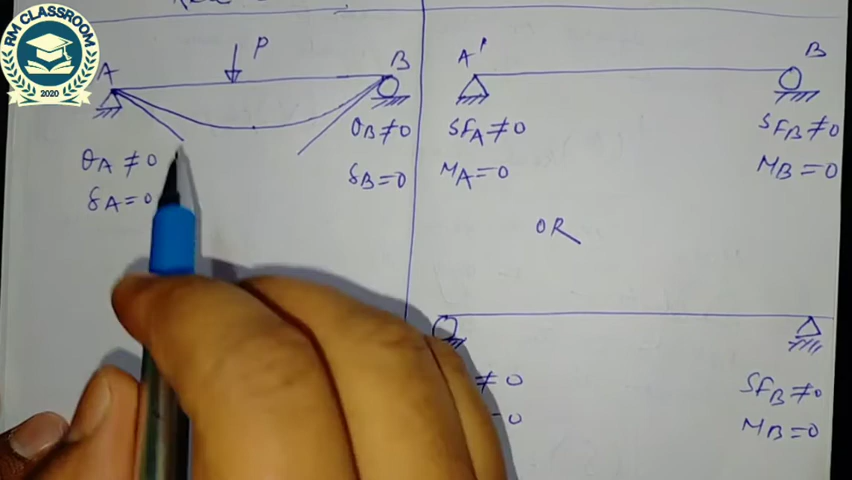 RM CLASSROOM
2020
P
A
B
θA ≠ 0
δA = 0
θB ≠ 0
δB = 0
A'
B
SFA ≠ 0
MA = 0
SFB ≠ 0
MB = 0
OR
≠ 0
0
SFB ≠ 0
MB = 0